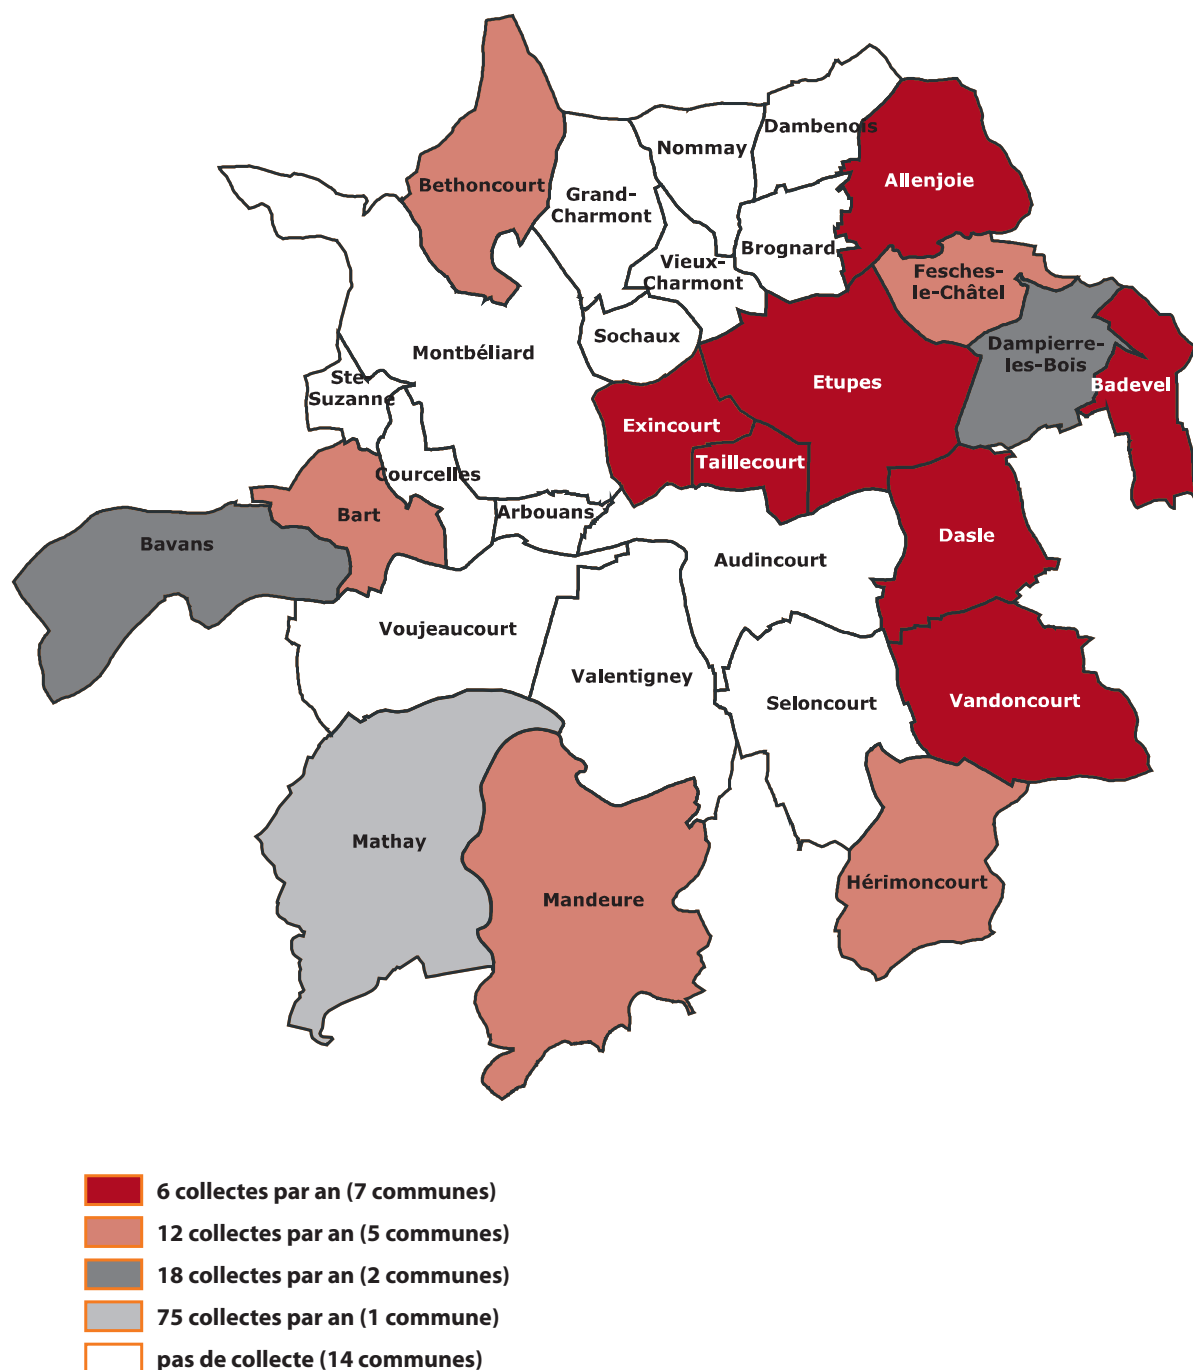 Dambenois
Nommay
Bethoncourt
Allenjoie
Grand-
Charmont
Brognard
Vieux-
Charmont
Fesches-
le-Châtel
Sochaux
Dampierre-
les-Bois
Montbéliard
Ste-
Suzanne
Etupes
Badevel
Exincourt
Taillecourt
Courcelles
Arbouans
Bart
Bavans
Dasle
Audincourt
Voujeaucourt
Valentigney
Seloncourt
Vandoncourt
Mathay
Mandeure
Hérimoncourt
6 collectes par an (7 communes)
12 collectes par an (5 communes)
18 collectes par an (2 communes)
75 collectes par an (1 commune)
pas de collecte (14 communes)